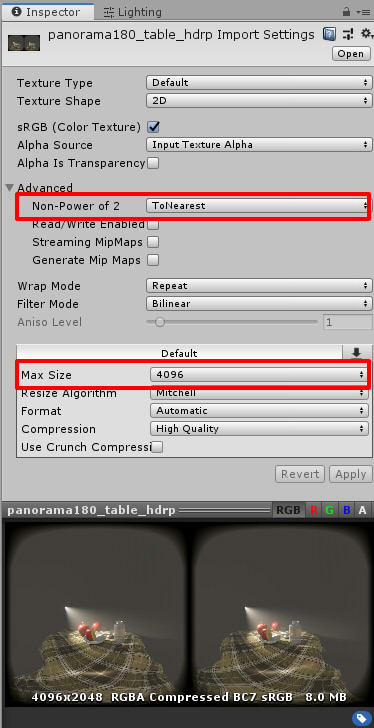 Inspector Lighting
panorama180_table_hdrp Import Settings
Open
Texture Type Default
Texture Shape 2D
sRGB (Color Texture)
Alpha Source Input Texture Alpha
Alpha Is Transparency
Advanced
Non-Power of 2 ToNearest
Read/Write Enabled
Streaming MipMaps
Generate Mip Maps
Wrap Mode Repeat
Filter Mode Bilinear
Aniso Level 1
Default
Max Size 4096
Resize Algorithm Mitchell
Format Automatic
Compression High Quality
Use Crunch Compressi
Revert Apply
panorama180_table_hdrp RGB R G B A
4096x2048 RGBA Compressed BC7 sRGB 8.0 MB